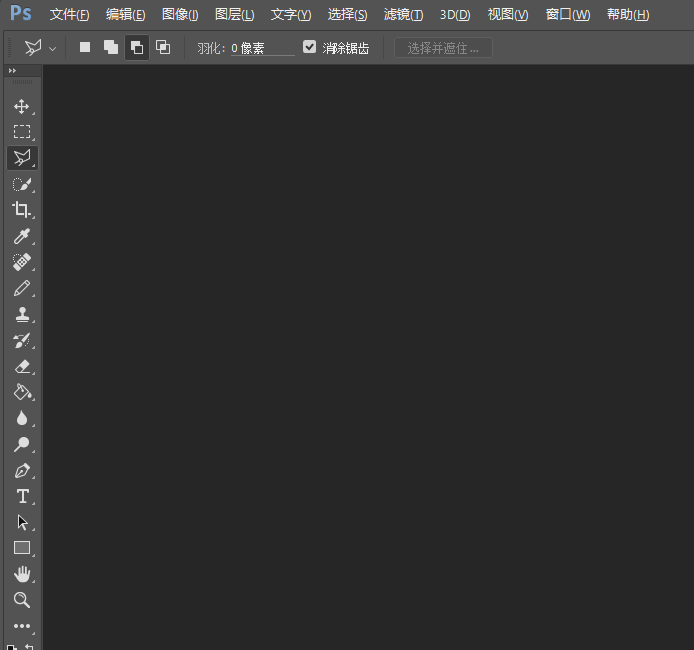 Ps 文件(F) 编辑(E) 图像(I) 图层(L) 文字(Y) 选择(S) 滤镜(T) 3D(D) 视图(V) 窗口(W) 帮助(H)
羽化: 0 像素 消除锯齿 选择并遮住 ...